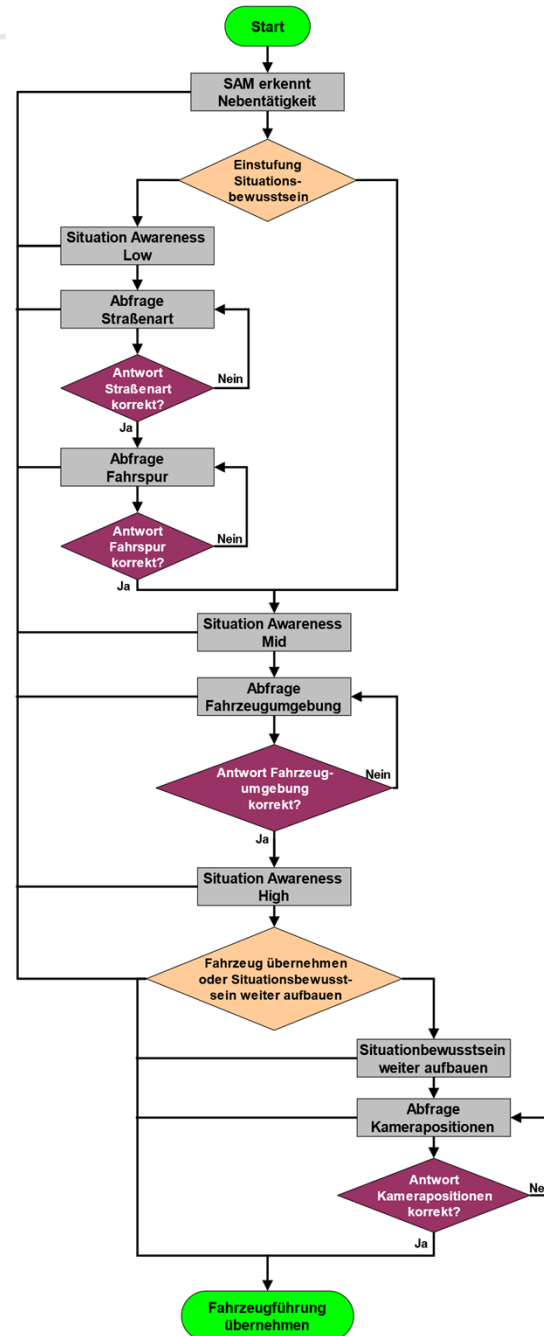 Start
SAM erkennt
Nebentätigkeit
Einstufung
Situations-
bewusstsein
Situation Awareness
Low
Abfrage
Straßenart
Nein
Antwort
Straßenart
korrekt?
Ja
Abfrage
Fahrspur
Nein
Antwort
Fahrspur
korrekt?
Ja
Situation Awareness
Mid
Abfrage
Fahrzeugumgebung
Nein
Antwort Fahrzeug-
umgebung
korrekt?
Ja
Situation Awareness
High
Fahrzeug übernehmen
oder Situationsbewusst-
sein weiter aufbauen
Situationbewusstsein
weiter aufbauen
Abfrage
Kamerapositionen
Antwort
Kamerapositionen
korrekt?
Ne
Ja
Fahrzeugführung
übernehmen